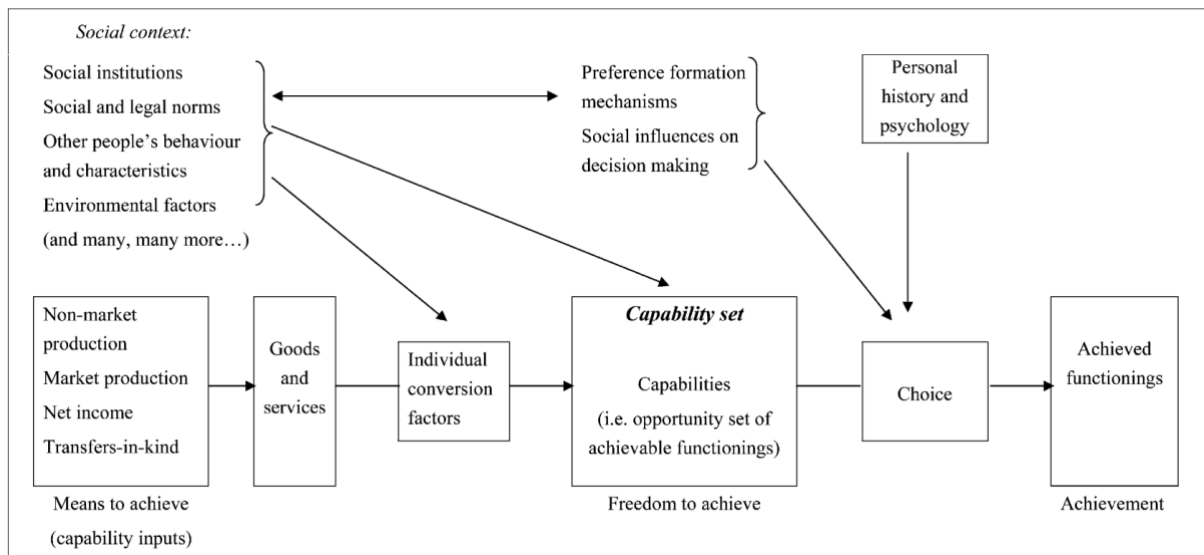 Social context:
Social institutions
Social and legal norms
Other people’s behaviour
and characteristics
Environmental factors
(and many, many more…)
Preference formation
mechanisms
Social influences on
decision making
Personal
history and
psychology
Non-market
production
Market production
Net income
Transfers-in-kind
Means to achieve
(capability inputs)
Goods
and
services
Individual
conversion
factors
Capability set
Capabilities
(i.e. opportunity set of
achievable functionings)
Freedom to achieve
Choice
Achieved
functionings
Achievement